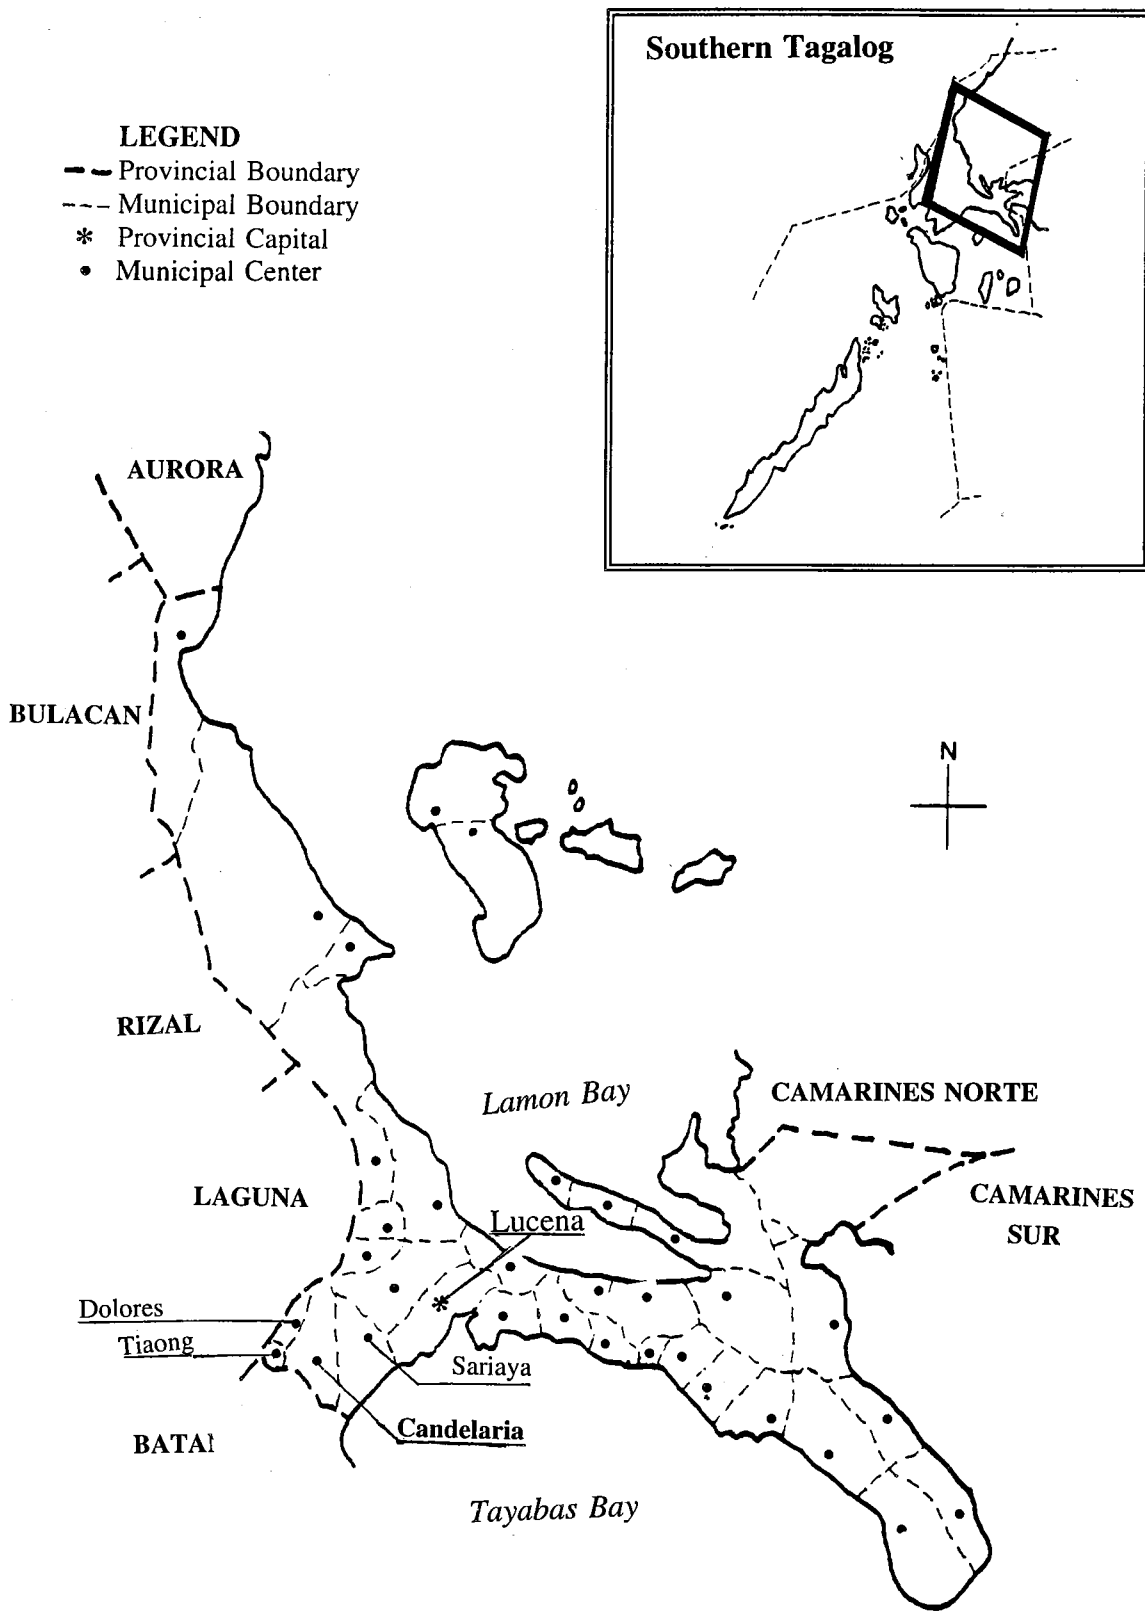 Southern Tagalog
LEGEND
Provincial Boundary
Municipal Boundary
Provincial Capital
Municipal Center
AURORA
BULACAN
N
RIZAL
Lamon Bay
CAMARINES NORTE
LAGUNA
CAMARINES
SUR
Lucena
Dolores
Tiaong
Sariaya
Candelaria
BATAN
Tayabas Bay